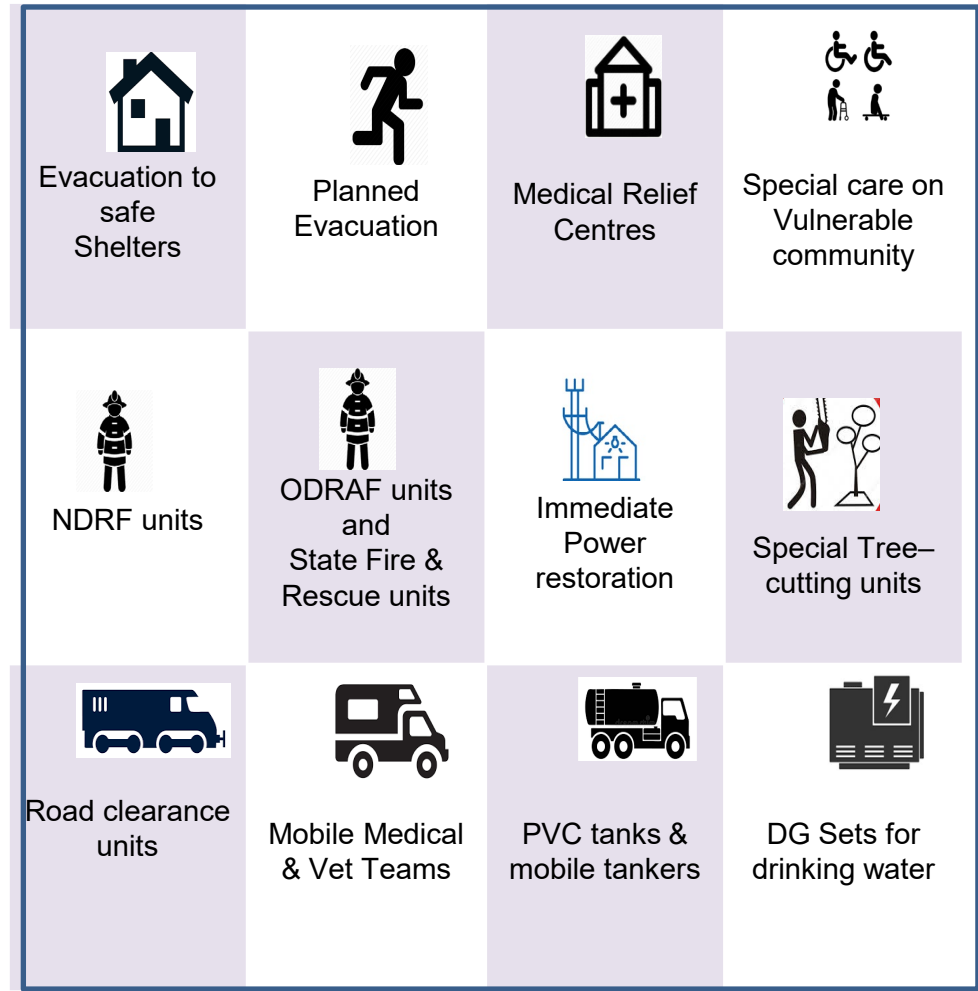 Evacuation to
safe
Shelters
Planned
Evacuation
Medical Relief
Centres
Special care on
Vulnerable
community
NDRF units
ODRAF units
and
State Fire &
Rescue units
Immediate
Power
restoration
Special Tree–
cutting units
Road clearance
units
Mobile Medical
& Vet Teams
PVC tanks &
mobile tankers
DG Sets for
drinking water